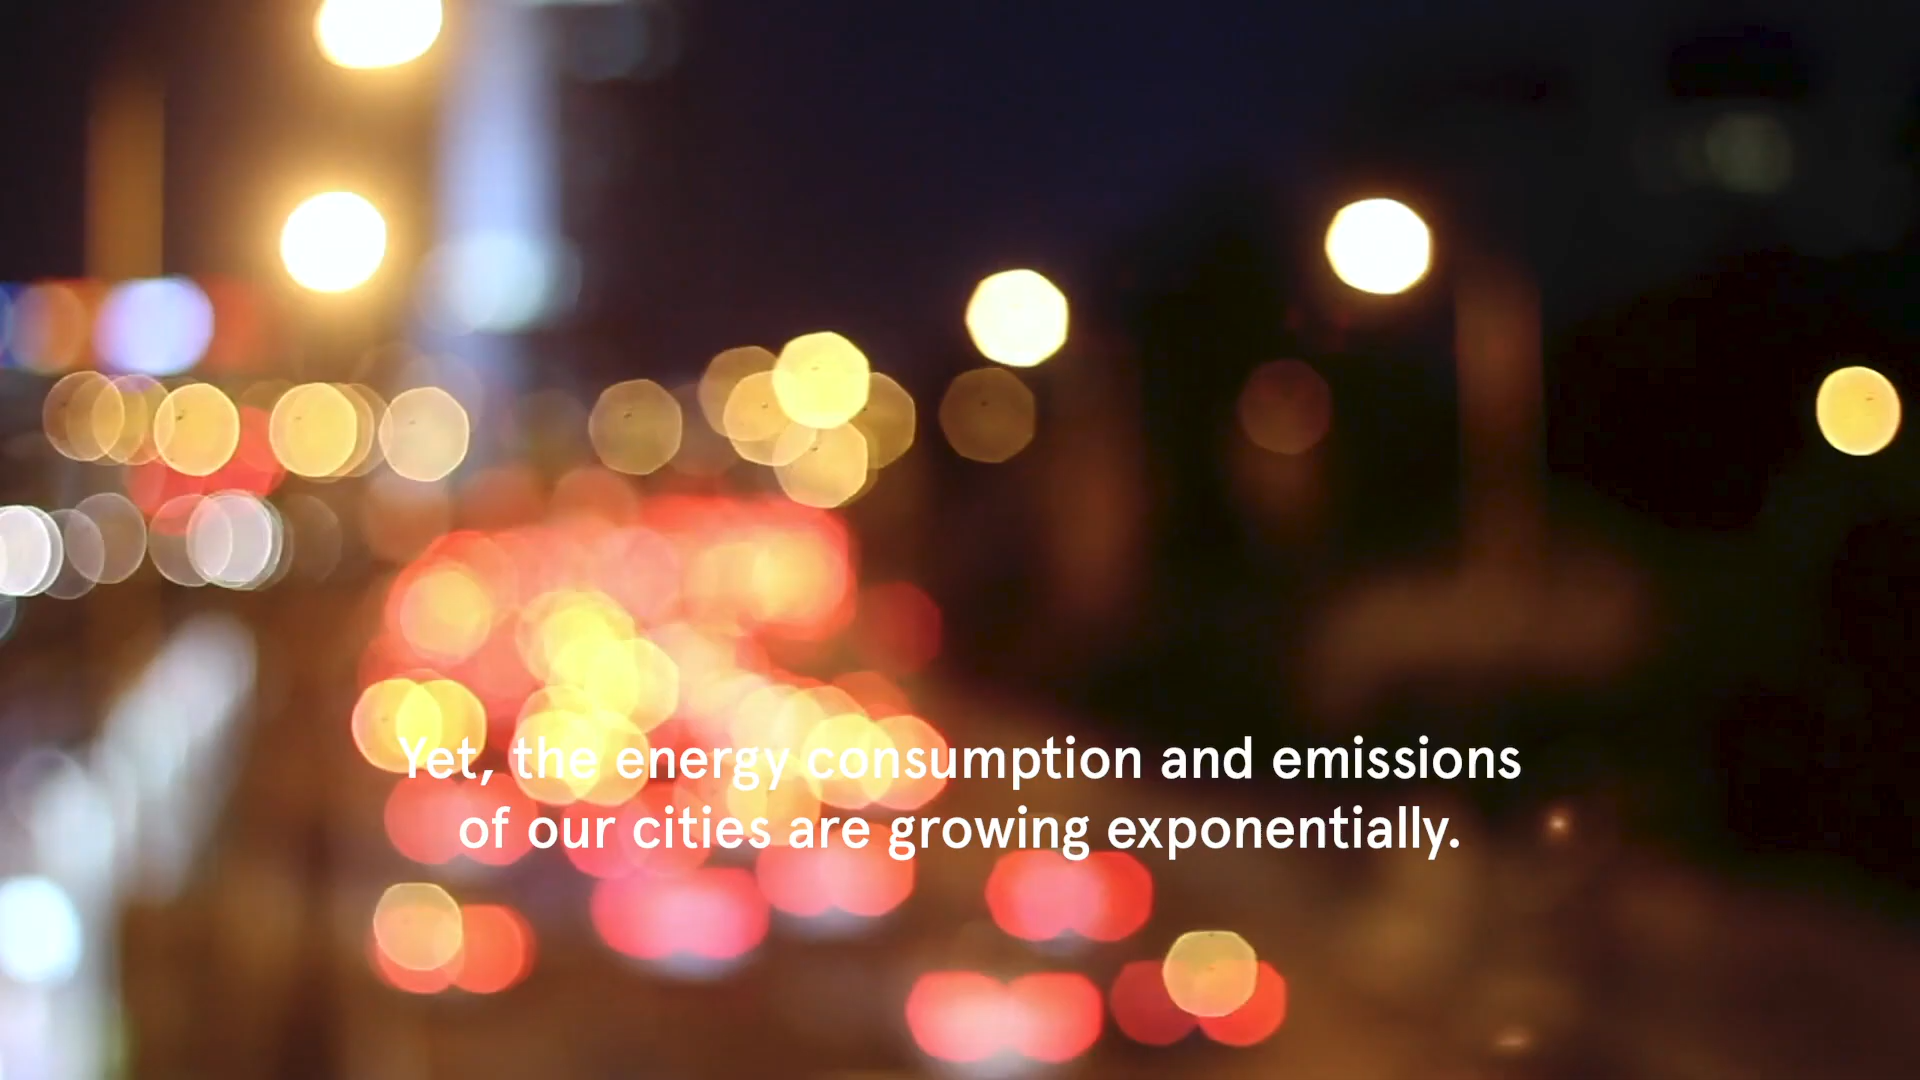 Yet, the energy consumption and emissions
of our cities are growing exponentially.